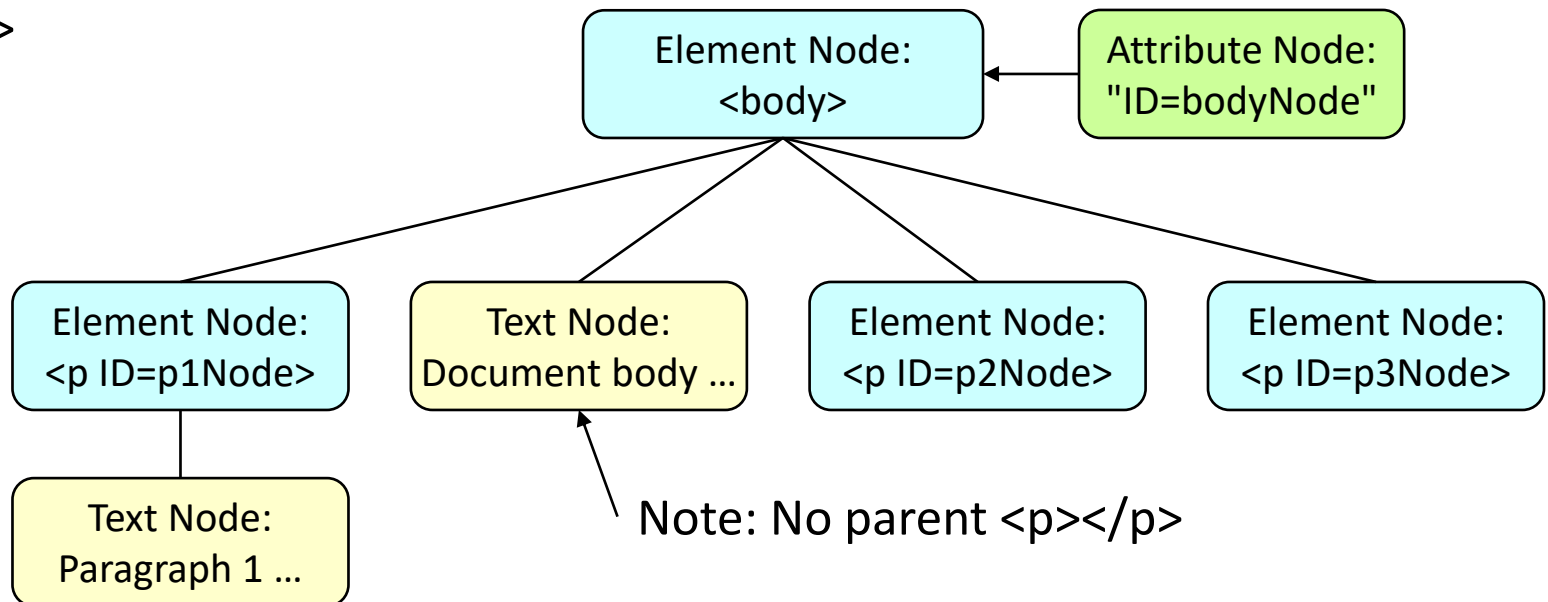 >
Element Node:
<body>
Attribute Node:
"ID=bodyNode"
Element Node:
<p ID=p1Node>
Text Node:
Document body ...
Element Node:
<p ID=p2Node>
Element Node:
<p ID=p3Node>
Text Node:
Paragraph 1 ...
Note: No parent <p></p>